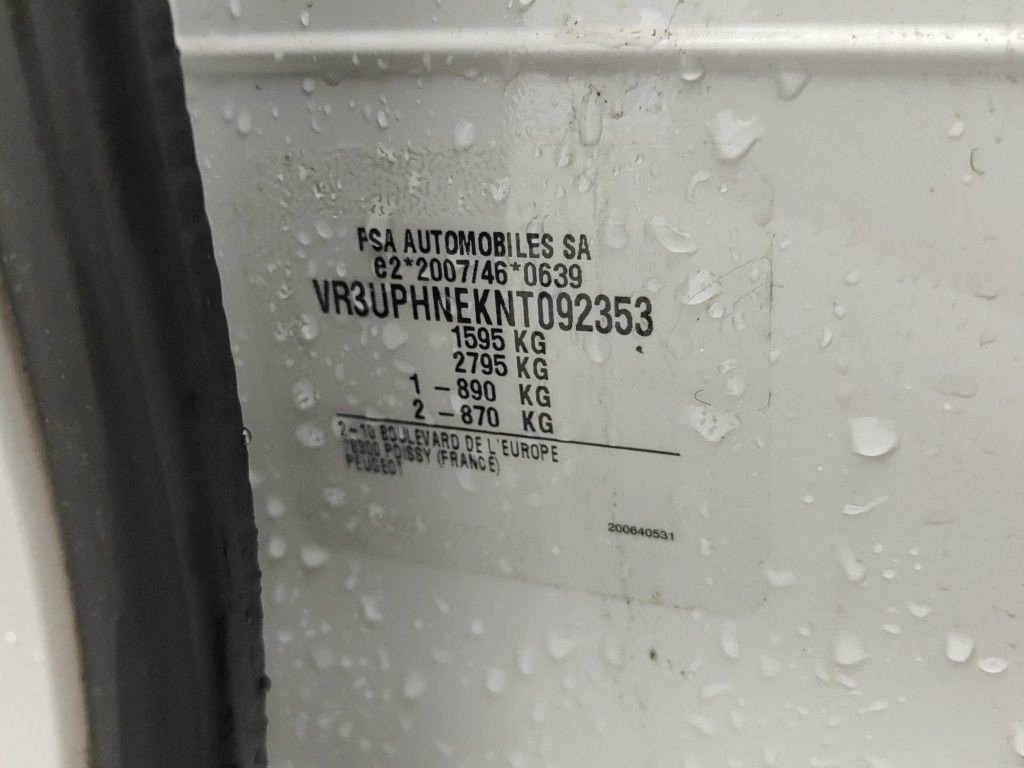 PSA AUTOMOBILES SA
e2*2007/46*0639
VR3UPHNEKNT092353
1595 KG
2795 KG
1 - 890 KG
2 - 870 KG
2-10 BOULEVARD DE L'EUROPE
78300 POISSY (FRANCE)
PEUGEOT
200640531